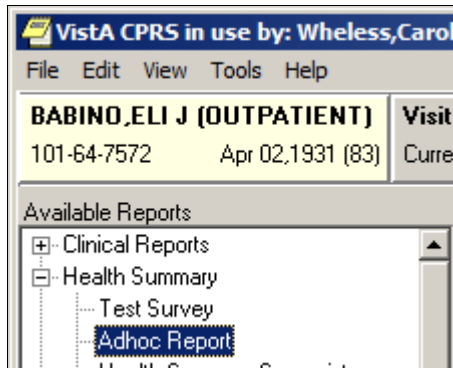 VistA CPRS in use by: Wheless,Carol
File Edit View Tools Help
BABINO,ELI J (OUTPATIENT) Visit
101-64-7572 Apr 02,1931 (83) Curre
Available Reports
Clinical Reports
Health Summary
Test Survey
Adhoc Report